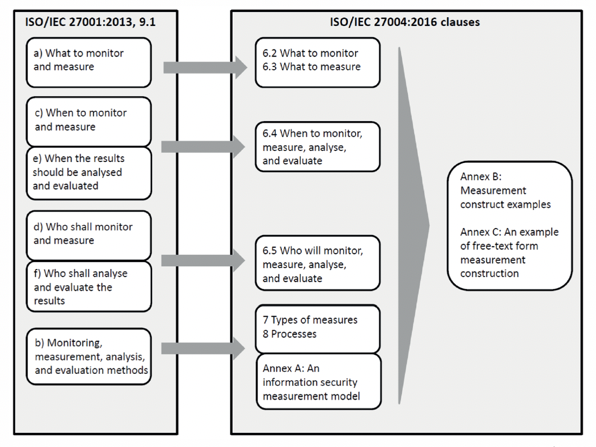 ISO/IEC 27001:2013, 9.1
a) What to monitor
and measure
c) When to monitor
and measure
e) When the results
should be analysed
and evaluated
d) Who shall monitor
and measure
f) Who shall analyse
and evaluate the
results
b) Monitoring,
measurement, analysis,
and evaluation methods
ISO/IEC 27004:2016 clauses
6.2 What to monitor
6.3 What to measure
6.4 When to monitor,
measure, analyse,
and evaluate
6.5 Who will monitor,
measure, analyse,
and evaluate
7 Types of measures
8 Processes
Annex A: An
information security
measurement model
Annex B:
Measurement
construct examples
Annex C: An example
of free-text form
measurement
construction